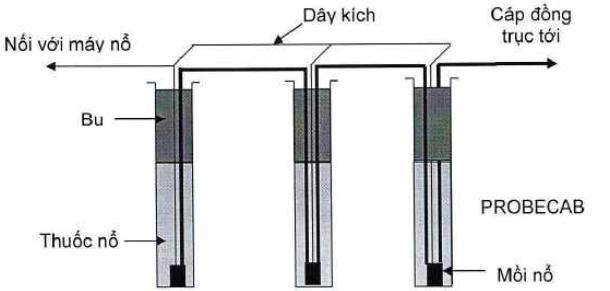 Dây kích
Cáp đồng
trục tới
Nối với máy nổ
Bu
PROBECAB
Thuốc nổ
Mồi nổ